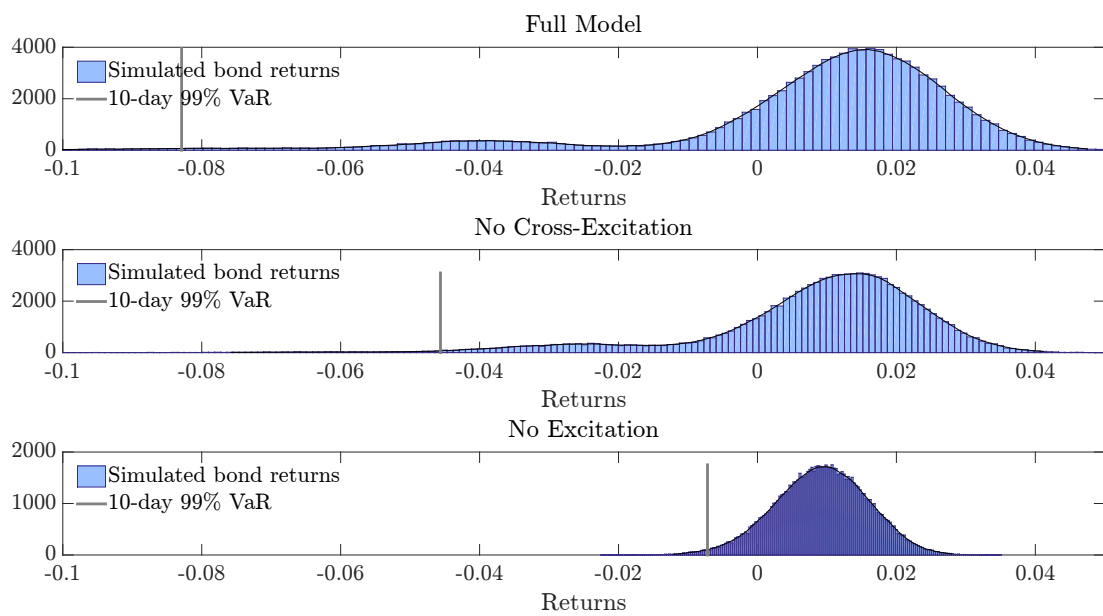 Full Model
4000
2000
0
Simulated bond returns
10-day 99% VaR
-0.1 -0.08 -0.06 -0.04 -0.02 0 0.02 0.04
Returns
No Cross-Excitation
4000
2000
0
Simulated bond returns
10-day 99% VaR
-0.1 -0.08 -0.06 -0.04 -0.02 0 0.02 0.04
Returns
No Excitation
2000
1000
0
Simulated bond returns
10-day 99% VaR
-0.1 -0.08 -0.06 -0.04 -0.02 0 0.02 0.04
Returns